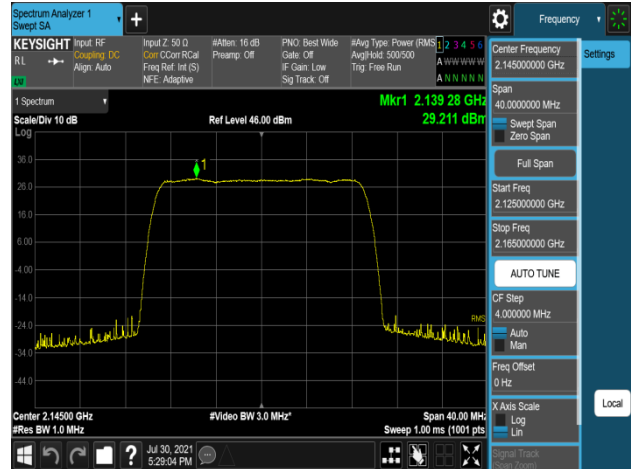 Spectrum Analyzer 1
Swept SA
Frequency
KEYSIGHT
RL
LNI
Input: RF
Coupling: DC
Align: Auto
Input Z: 50 Ω
Corr CCorr RCal
Freq Ref: Int (S)
NFE: Adaptive
#Atten: 16 dB
Preamp: Off
PNO: Best Wide
Gate: Off
IF Gain: Low
Sig Track: Off
#Avg Type: Power (RMS
Avg|Hold: 500/500
Trig: Free Run
1 2 3 4 5 6
A W W W W W
A N N N N N
1 Spectrum
Scale/Div 10 dB
Log
Ref Level 46.00 dBm
Mkr1 2.139 28 GHz
29.211 dBm
36.0
26.0
16.0
6.00
-4.00
-14.0
-24.0
-34.0
-44.0
1
RMS
Center 2.14500 GHz
#Res BW 1.0 MHz
#Video BW 3.0 MHz*
Span 40.00 MHz
Sweep 1.00 ms (1001 pts
Jul 30, 2021
5:29:04 PM
Center Frequency
2.145000000 GHz
Span
40.0000000 MHz
Swept Span
Zero Span
Full Span
Start Freq
2.125000000 GHz
Stop Freq
2.165000000 GHz
AUTO TUNE
CF Step
4.000000 MHz
Auto
Man
Freq Offset
0 Hz
X Axis Scale
Log
Lin
Signal Track
(Span Zoom)
Settings
Local